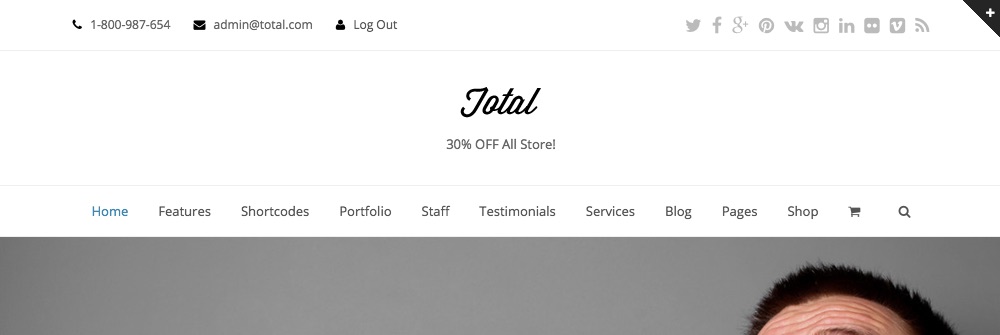 1-800-987-654 admin@total.com Log Out
Total
30% OFF All Store!
Home Features Shortcodes Portfolio Staff Testimonials Services Blog Pages Shop